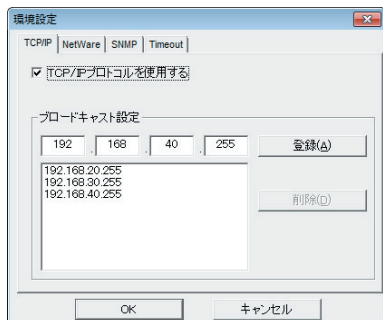 環境設定
TCP/IP NetWare SNMP Timeout
TCP/IPプロトコルを使用する
ブロードキャスト設定
192 . 168 . 40 . 255 登録(A)
192.168.20.255
192.168.30.255
192.168.40.255
削除(D)
OK キャンセル